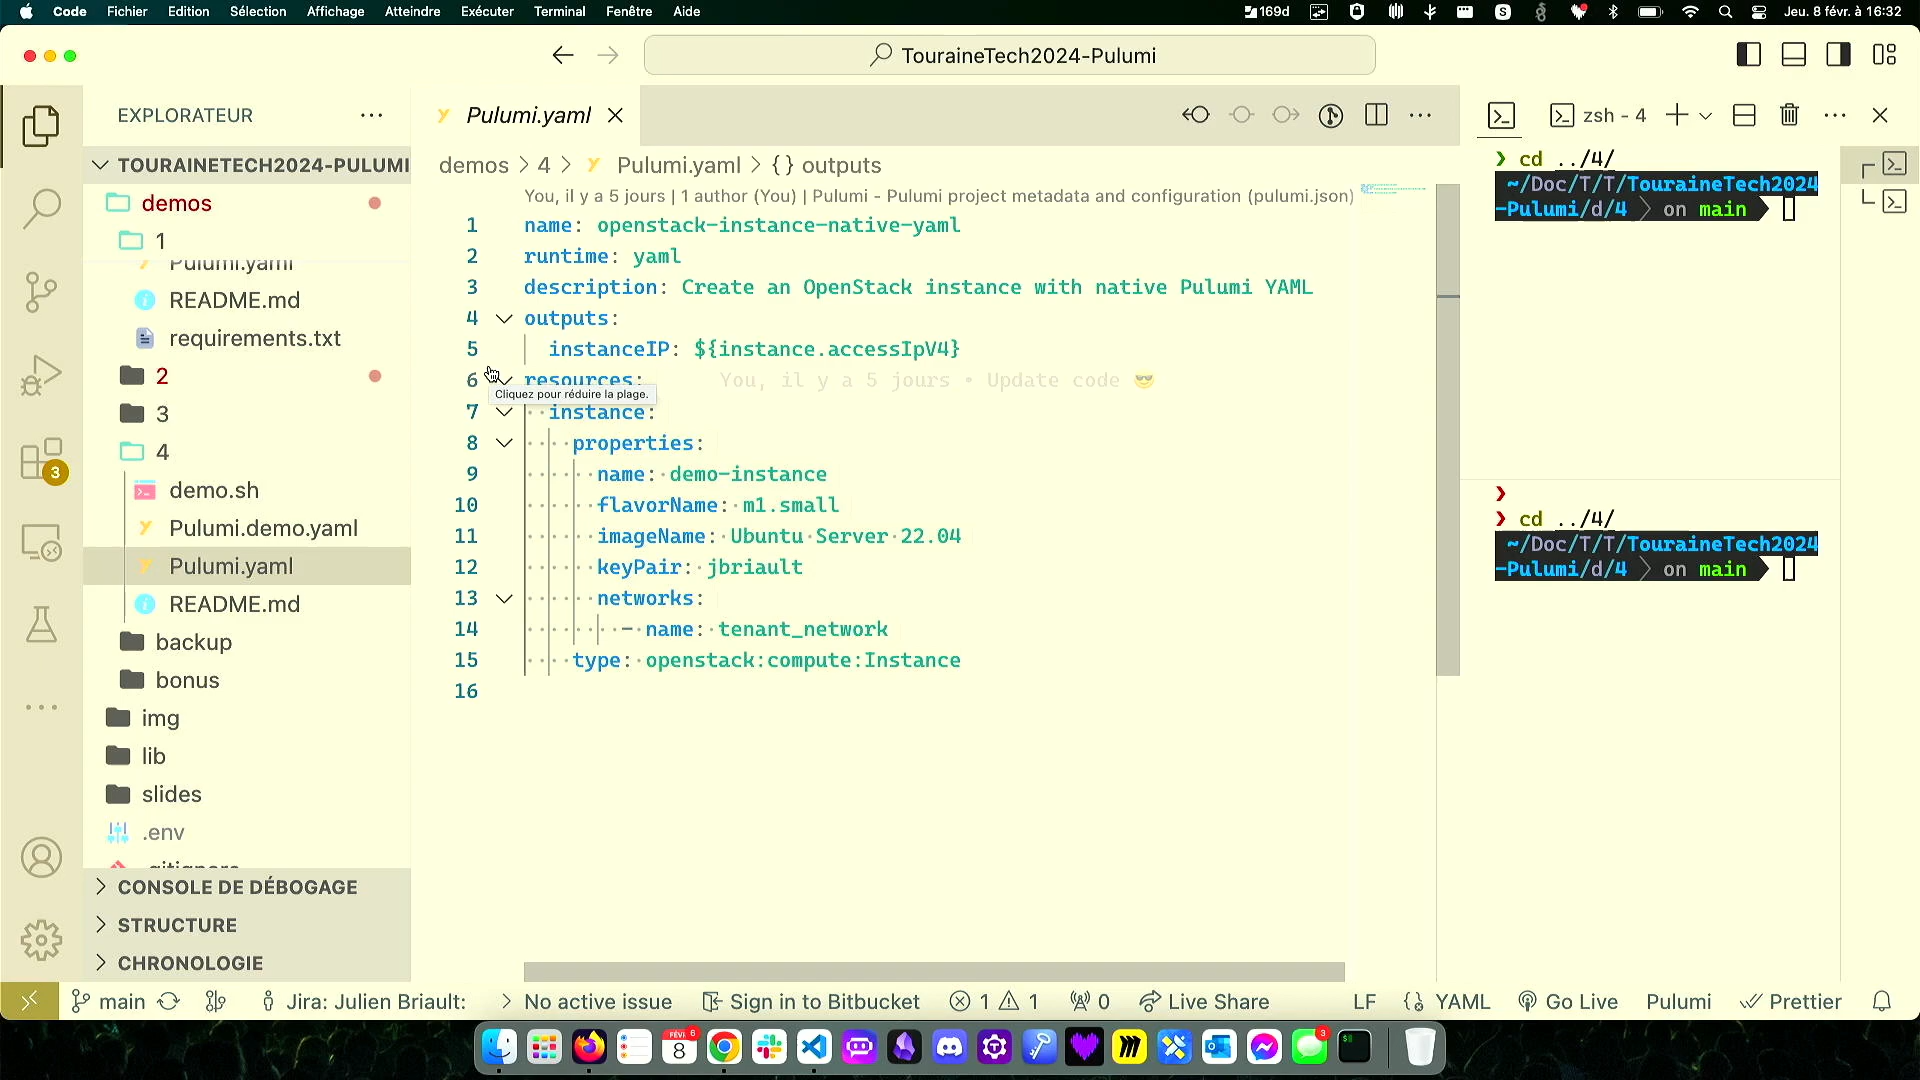 Code Fichier Edition Sélection Affichage Atteindre Exécuter Terminal Fenêtre Aide 169d Jeu. 8 févr. à 16:32
TouraineTech2024-Pulumi
EXPLORATEUR
TOURAINETECH2024-PULUMI
demos
1
Pulumi.yaml
README.md
requirements.txt
2
3
4
demo.sh
Pulumi.demo.yaml
Pulumi.yaml
README.md
backup
bonus
img
lib
slides
.env
.gitignore
CONSOLE DE DÉBOGAGE
STRUCTURE
CHRONOLOGIE
3
Pulumi.yaml
demos > 4 > Pulumi.yaml > {} outputs
You, il y a 5 jours | 1 author (You) | Pulumi - Pulumi project metadata and configuration (pulumi.json)
1 name: openstack-instance-native-yaml
2 runtime: yaml
3 description: Create an OpenStack instance with native Pulumi YAML
4 outputs:
5 instanceIP: ${instance.accessIpV4}
6 resources: You, il y a 5 jours • Update code 😎
Cliquez pour réduire la plage.
7 instance:
8 properties:
9 name: demo-instance
10 flavorName: m1.small
11 imageName: Ubuntu Server 22.04
12 keyPair: jbriault
13 networks:
14 - name: tenant_network
15 type: openstack:compute:Instance
16
zsh - 4
❯ cd ../4/
~/Doc/T/T/TouraineTech2024
-Pulumi/d/4 on main
❯
❯ cd ../4/
~/Doc/T/T/TouraineTech2024
-Pulumi/d/4 on main
main Jira: Julien Briault: > No active issue Sign in to Bitbucket 1 1 0 Live Share LF YAML Go Live Pulumi Prettier
FÉVR. 8 6 3